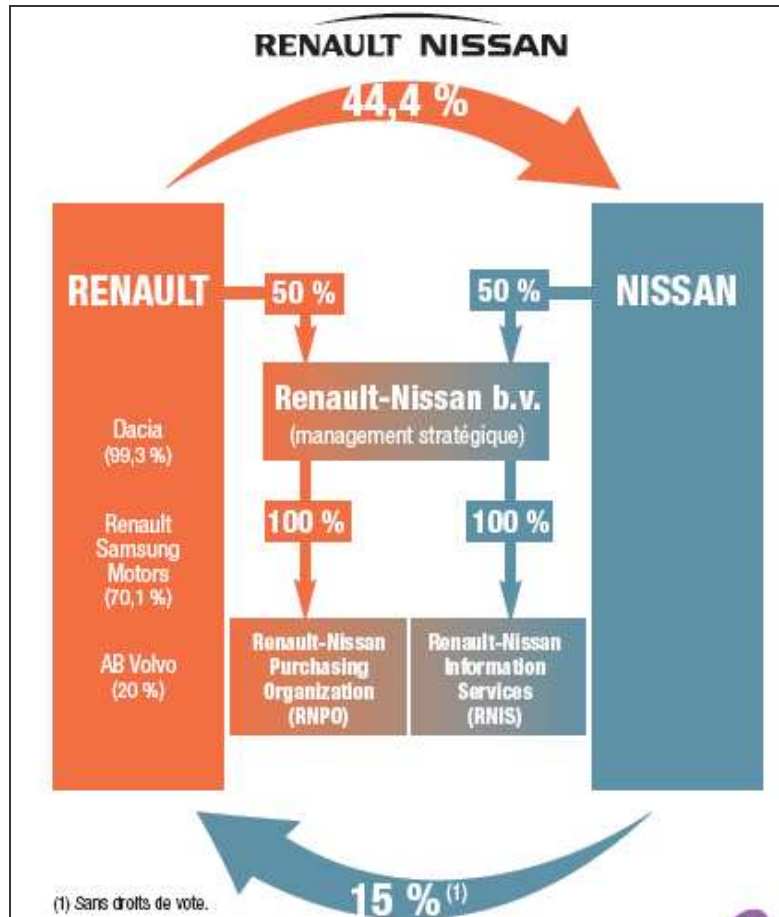 RENAULT NISSAN
44,4 %
RENAULT
50 %
50 %
NISSAN
Renault-Nissan b.v.
(management stratégique)
Dacia
(99,3 %)
100 %
100 %
Renault
Samsung
Motors
(70,1 %)
AB Volvo
(20 %)
Renault-Nissan
Purchasing
Organization
(RNPO)
Renault-Nissan
Information
Services
(RNIS)
15 % (1)
(1) Sans droits de vote.